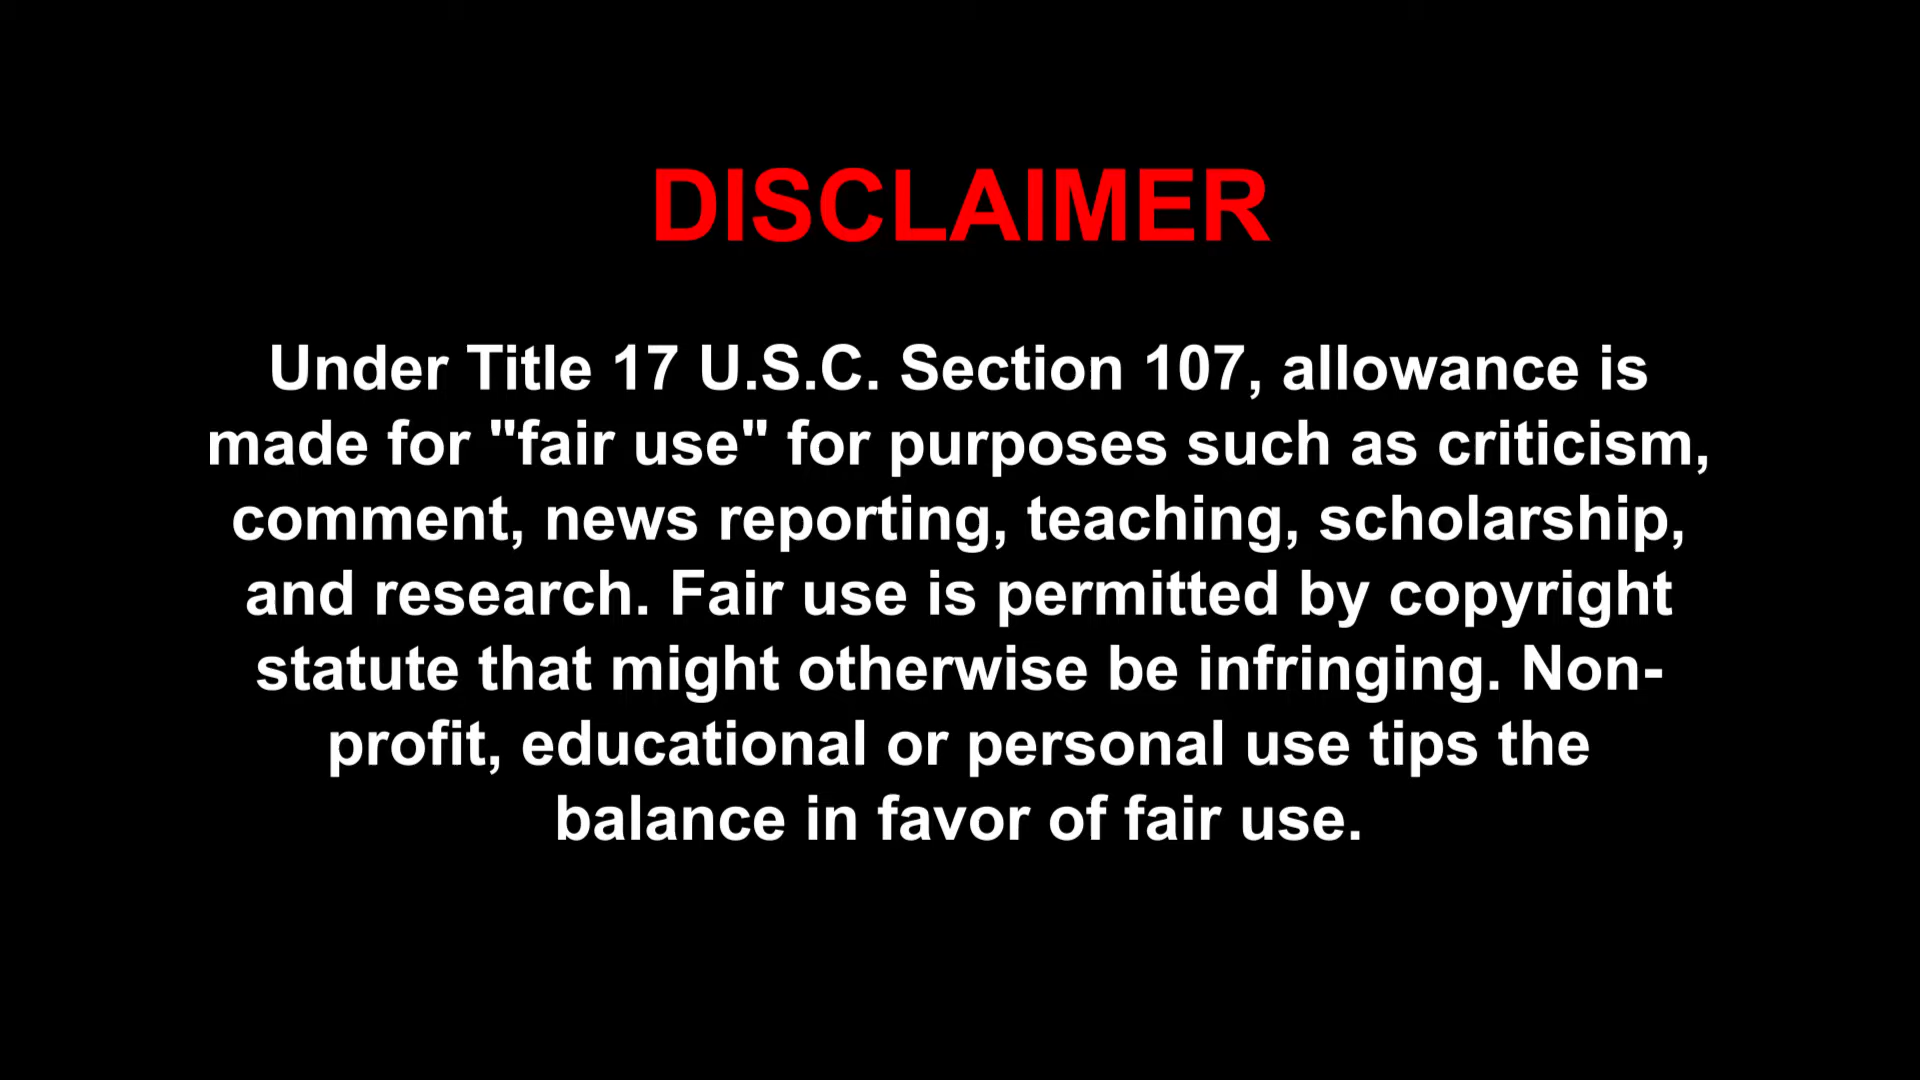 DISCLAIMER
Under Title 17 U.S.C. Section 107, allowance is
made for "fair use" for purposes such as criticism,
comment, news reporting, teaching, scholarship,
and research. Fair use is permitted by copyright
statute that might otherwise be infringing. Non-
profit, educational or personal use tips the
balance in favor of fair use.